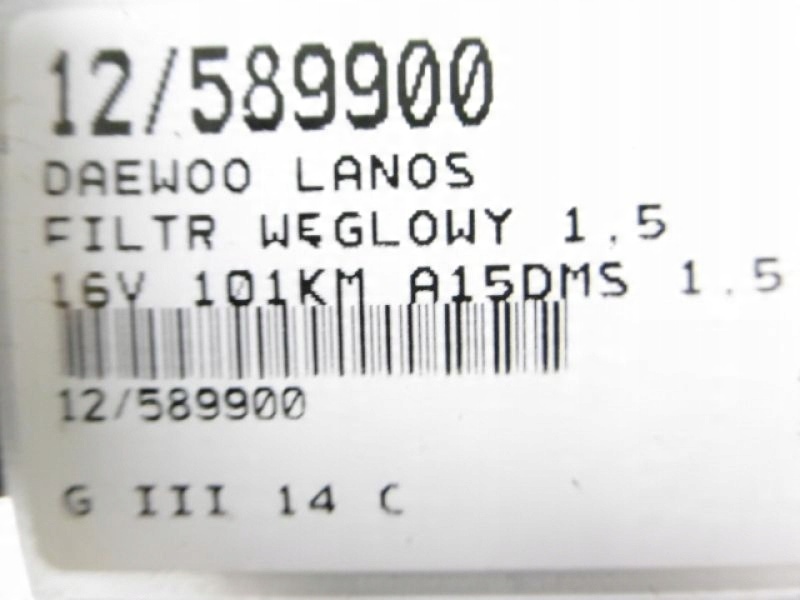 12/589900
DAEWOO LANOS
FILTR WĘGLOWY 1.5
16V 101KM A15DMS 1.5
12/589900
G III 14 C